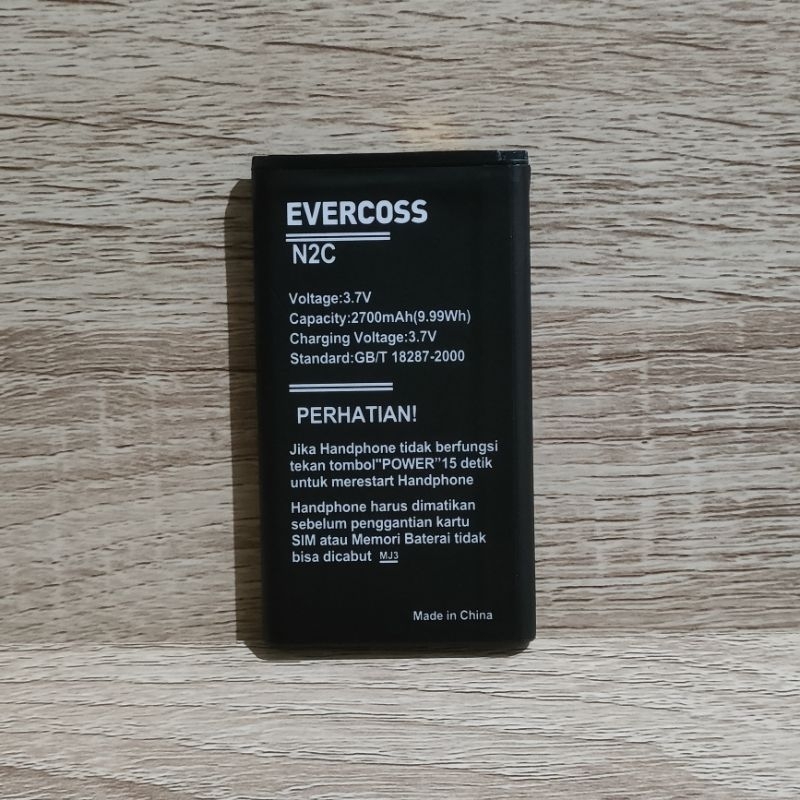 EVERCOSS
N2C
Voltage:3.7V
Capacity:2700mAh(9.99Wh)
Charging Voltage:3.7V
Standard:GB/T 18287-2000
PERHATIAN!
Jika Handphone tidak berfungsi
tekan tombol"POWER"15 detik
untuk merestart Handphone
Handphone harus dimatikan
sebelum penggantian kartu
SIM atau Memori Baterai tidak
bisa dicabut MJ3
Made in China